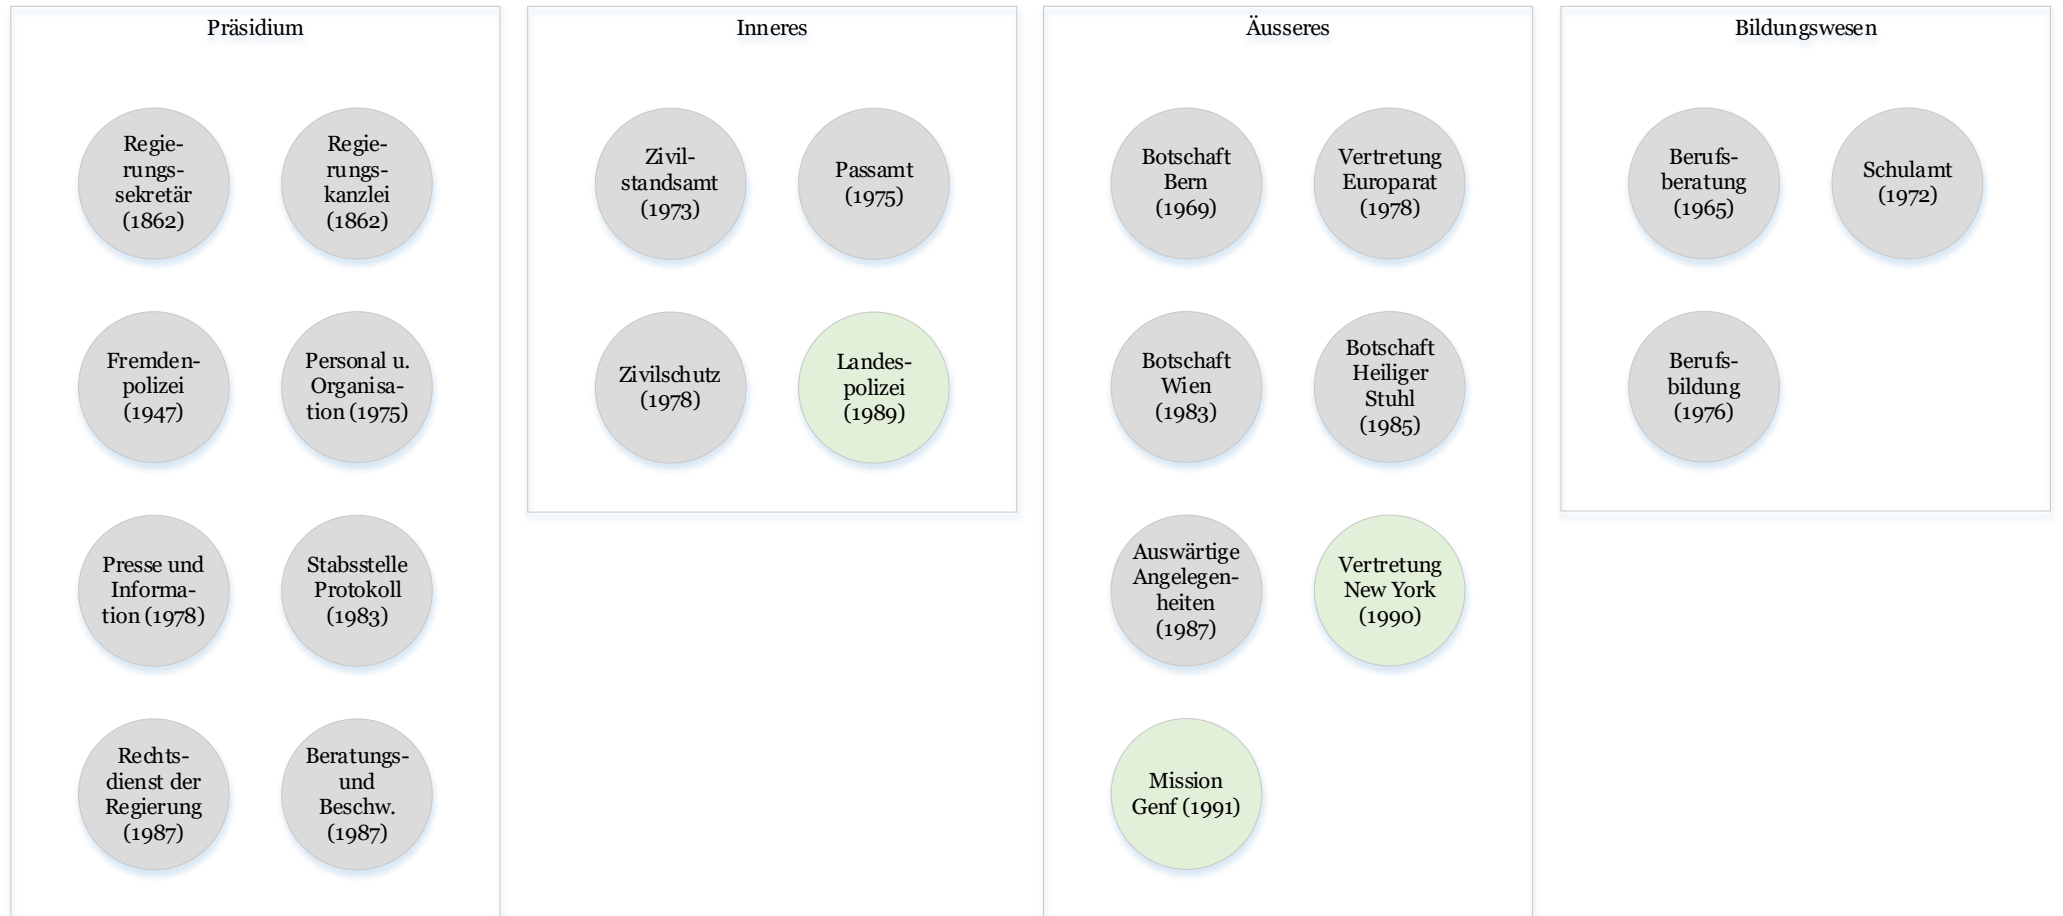 Präsidium
Regie-
rungs-
sekretär
(1862)
Regie-
rungs-
kanzlei
(1862)
Fremden-
polizei
(1947)
Personal u.
Organisa-
tion (1975)
Presse und
Informa-
tion (1978)
Stabsstelle
Protokoll
(1983)
Rechts-
dienst der
Regierung
(1987)
Beratungs-
und
Beschw.
(1987)
Inneres
Zivil-
standsamt
(1973)
Passamt
(1975)
Zivilschutz
(1978)
Landes-
polizei
(1989)
Äusseres
Botschaft
Bern
(1969)
Vertretung
Europarat
(1978)
Botschaft
Wien
(1983)
Botschaft
Heiliger
Stuhl
(1985)
Auswärtige
Angelegen-
heiten
(1987)
Vertretung
New York
(1990)
Mission
Genf (1991)
Bildungswesen
Berufs-
beratung
(1965)
Schulamt
(1972)
Berufs-
bildung
(1976)